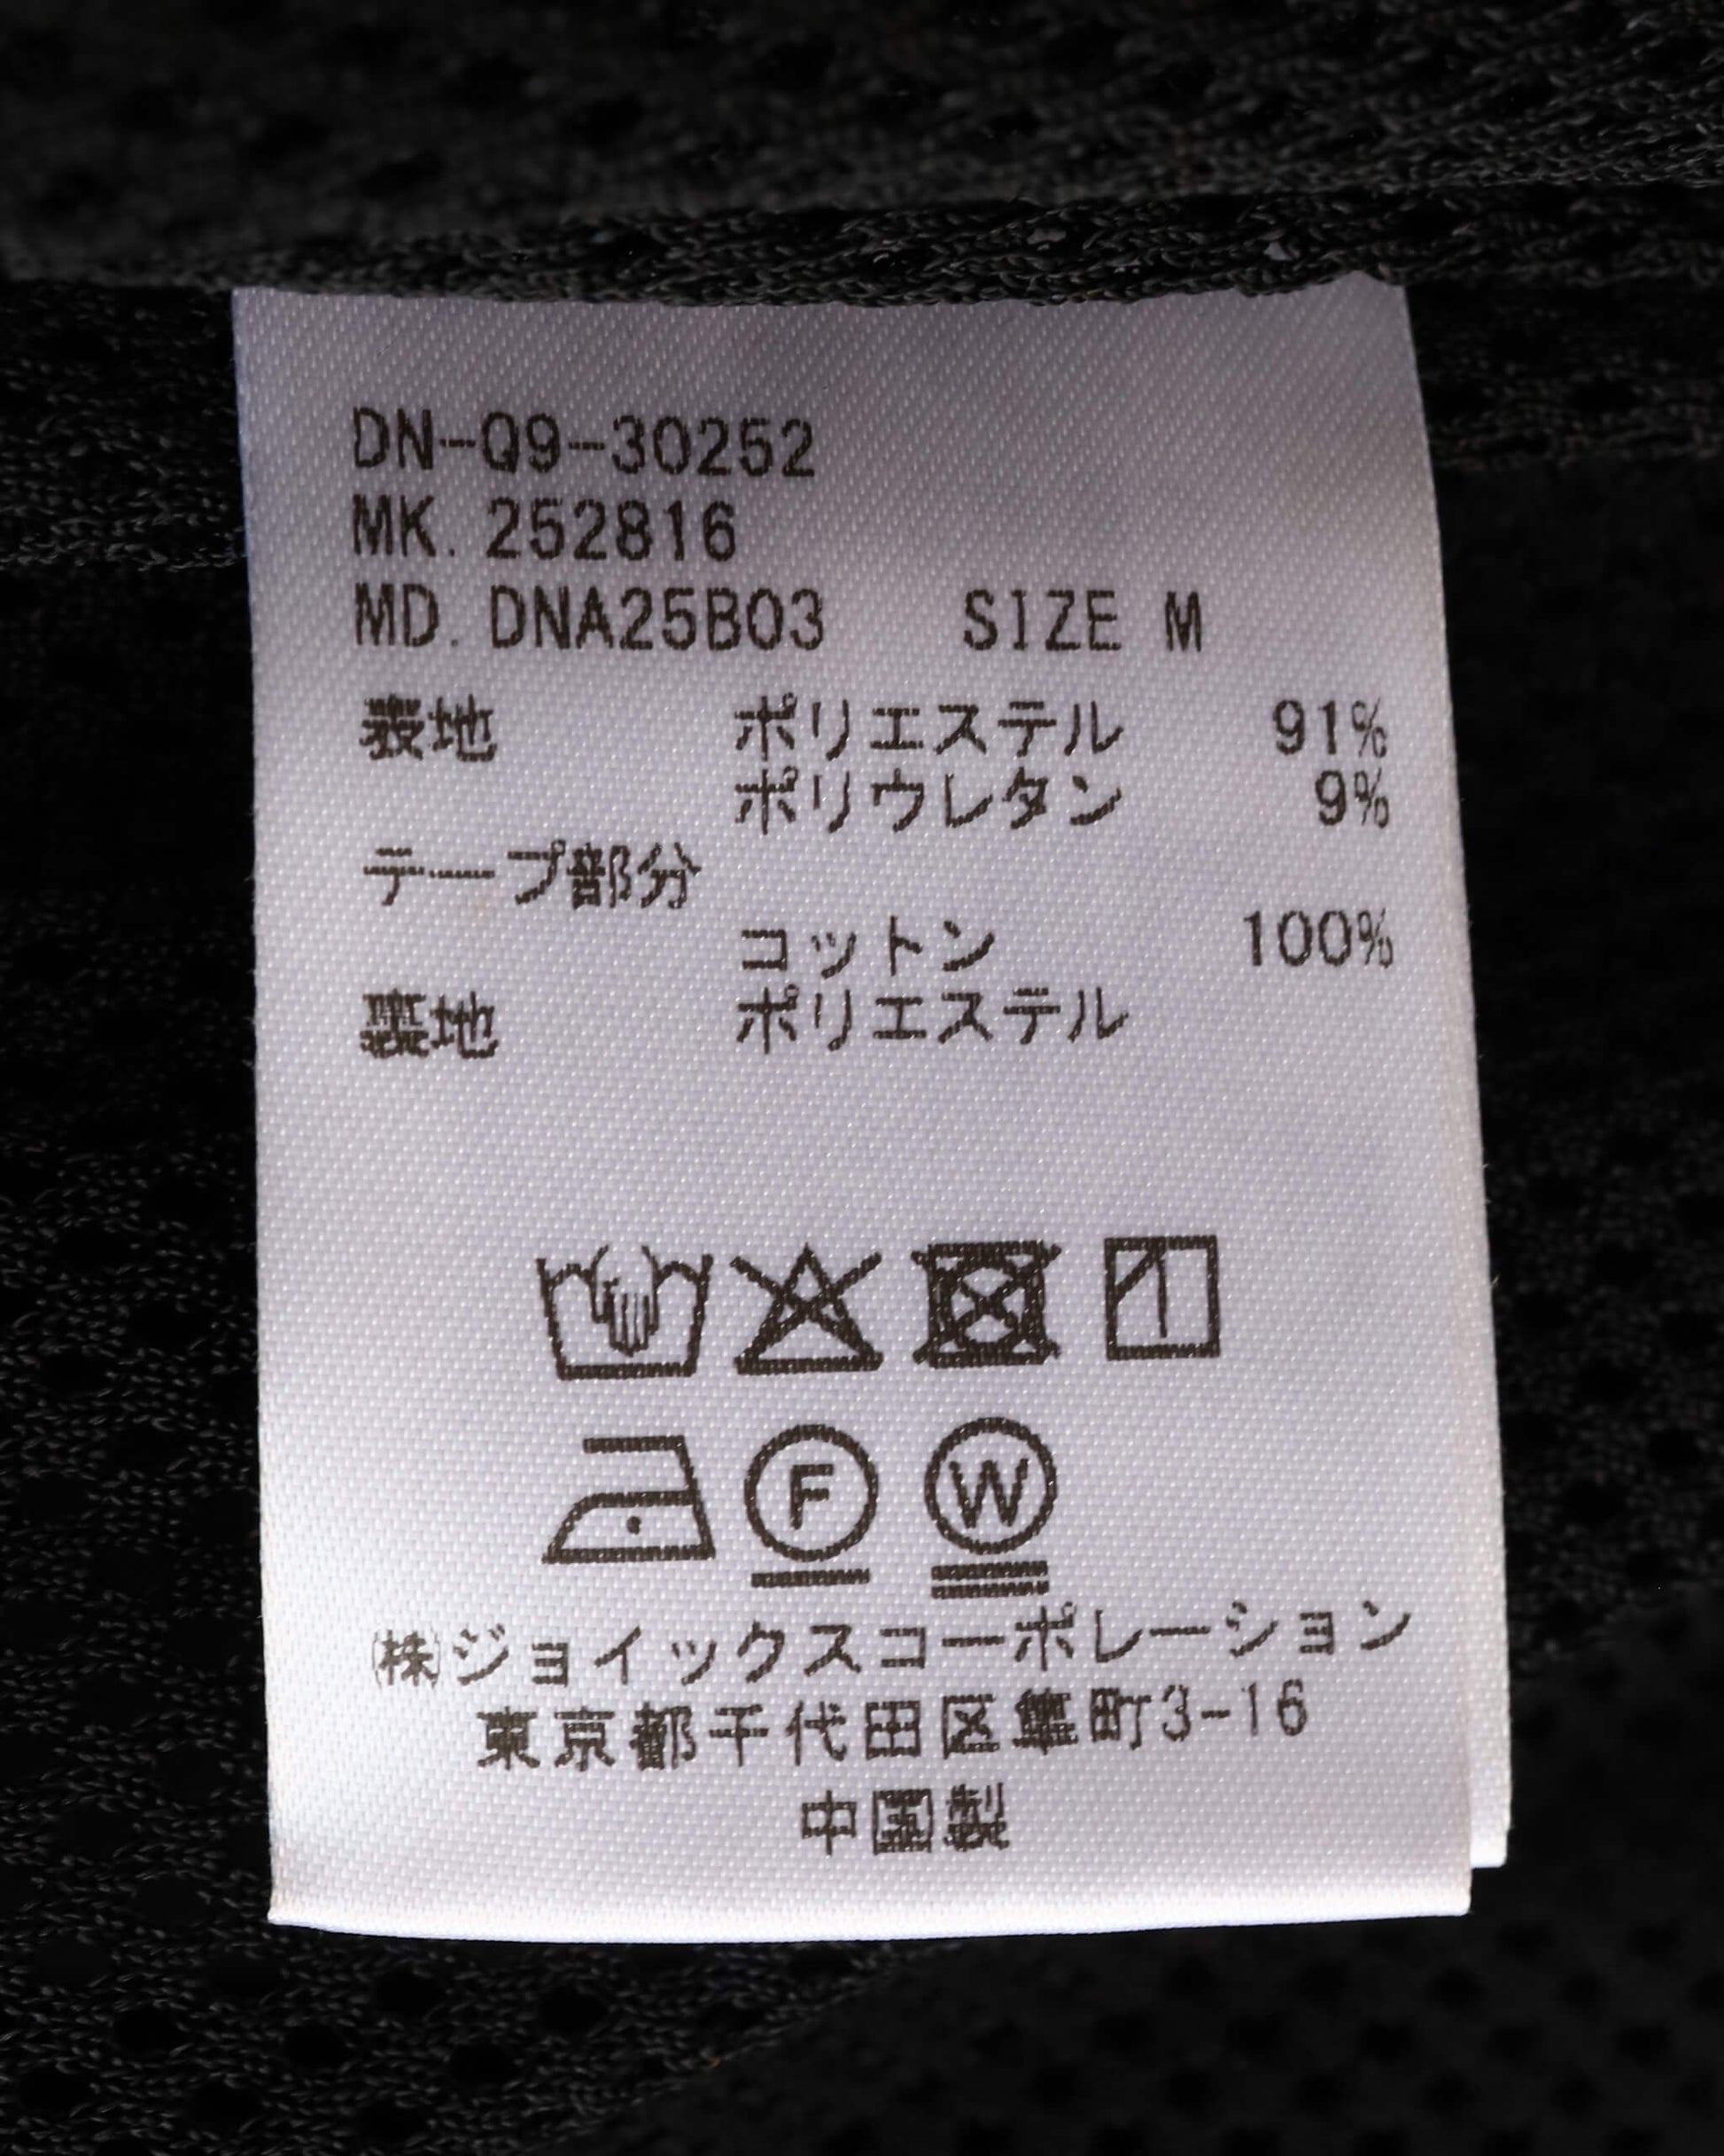 DN-Q9-30252
MK. 252816
MD. DNA25B03 SIZE M
表地 ポリエステル 91%
ポリウレタン 9%
テープ部分
コットン 100%
裏地 ポリエステル
F W
㈱ジョイックスコーポレーション
東京都千代田区隼町3-16
中国製